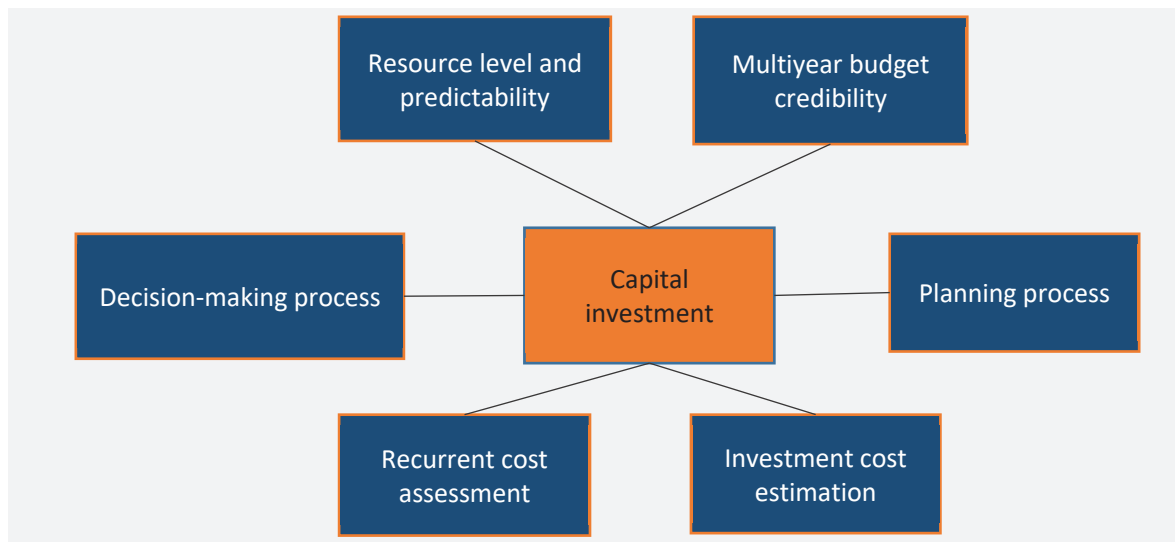 Resource level and
predictability
Multiyear budget
credibility
Decision-making process
Capital
investment
Planning process
Recurrent cost
assessment
Investment cost
estimation